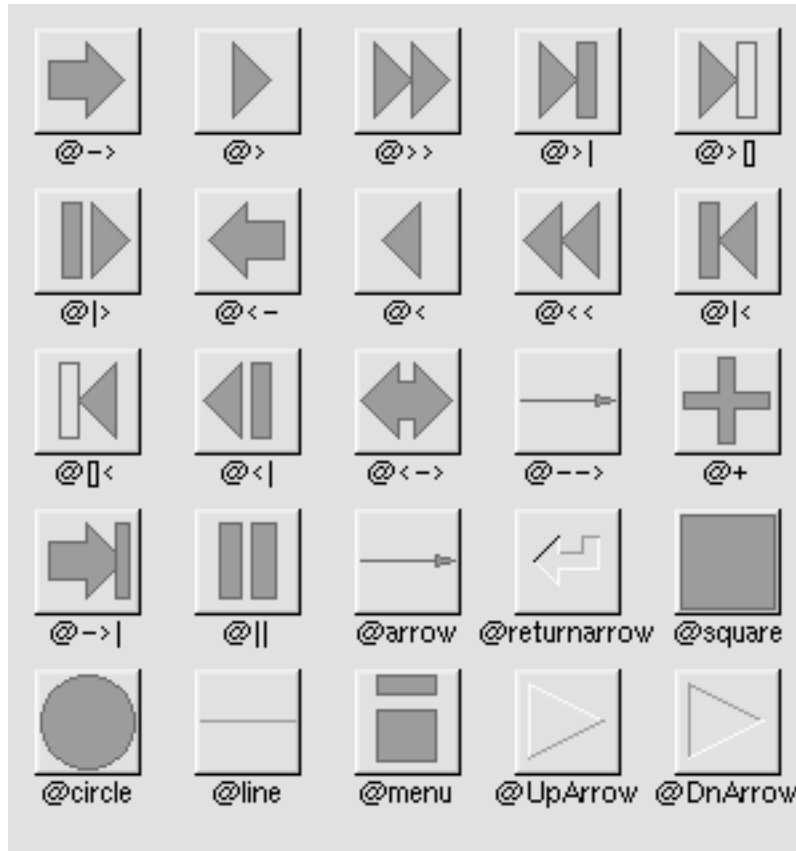 @-> @> @>> @>| @>[]
@|> @<- @< @<< @|<
@[]< @<| @<-> @--> @+
@->| @|| @arrow @returnarrow @square
@circle @line @menu @UpArrow @DnArrow